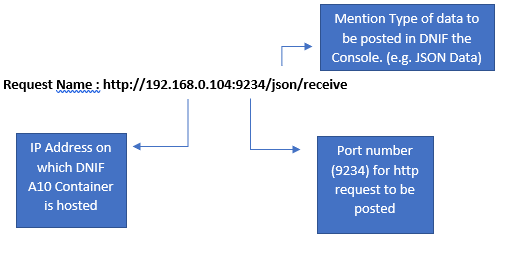 Mention Type of data to
be posted in DNIF the
Console. (e.g. JSON Data)
Request Name : http://192.168.0.104:9234/json/receive
IP Address on
which DNIF
A10 Container
is hosted
Port number
(9234) for http
request to be
posted